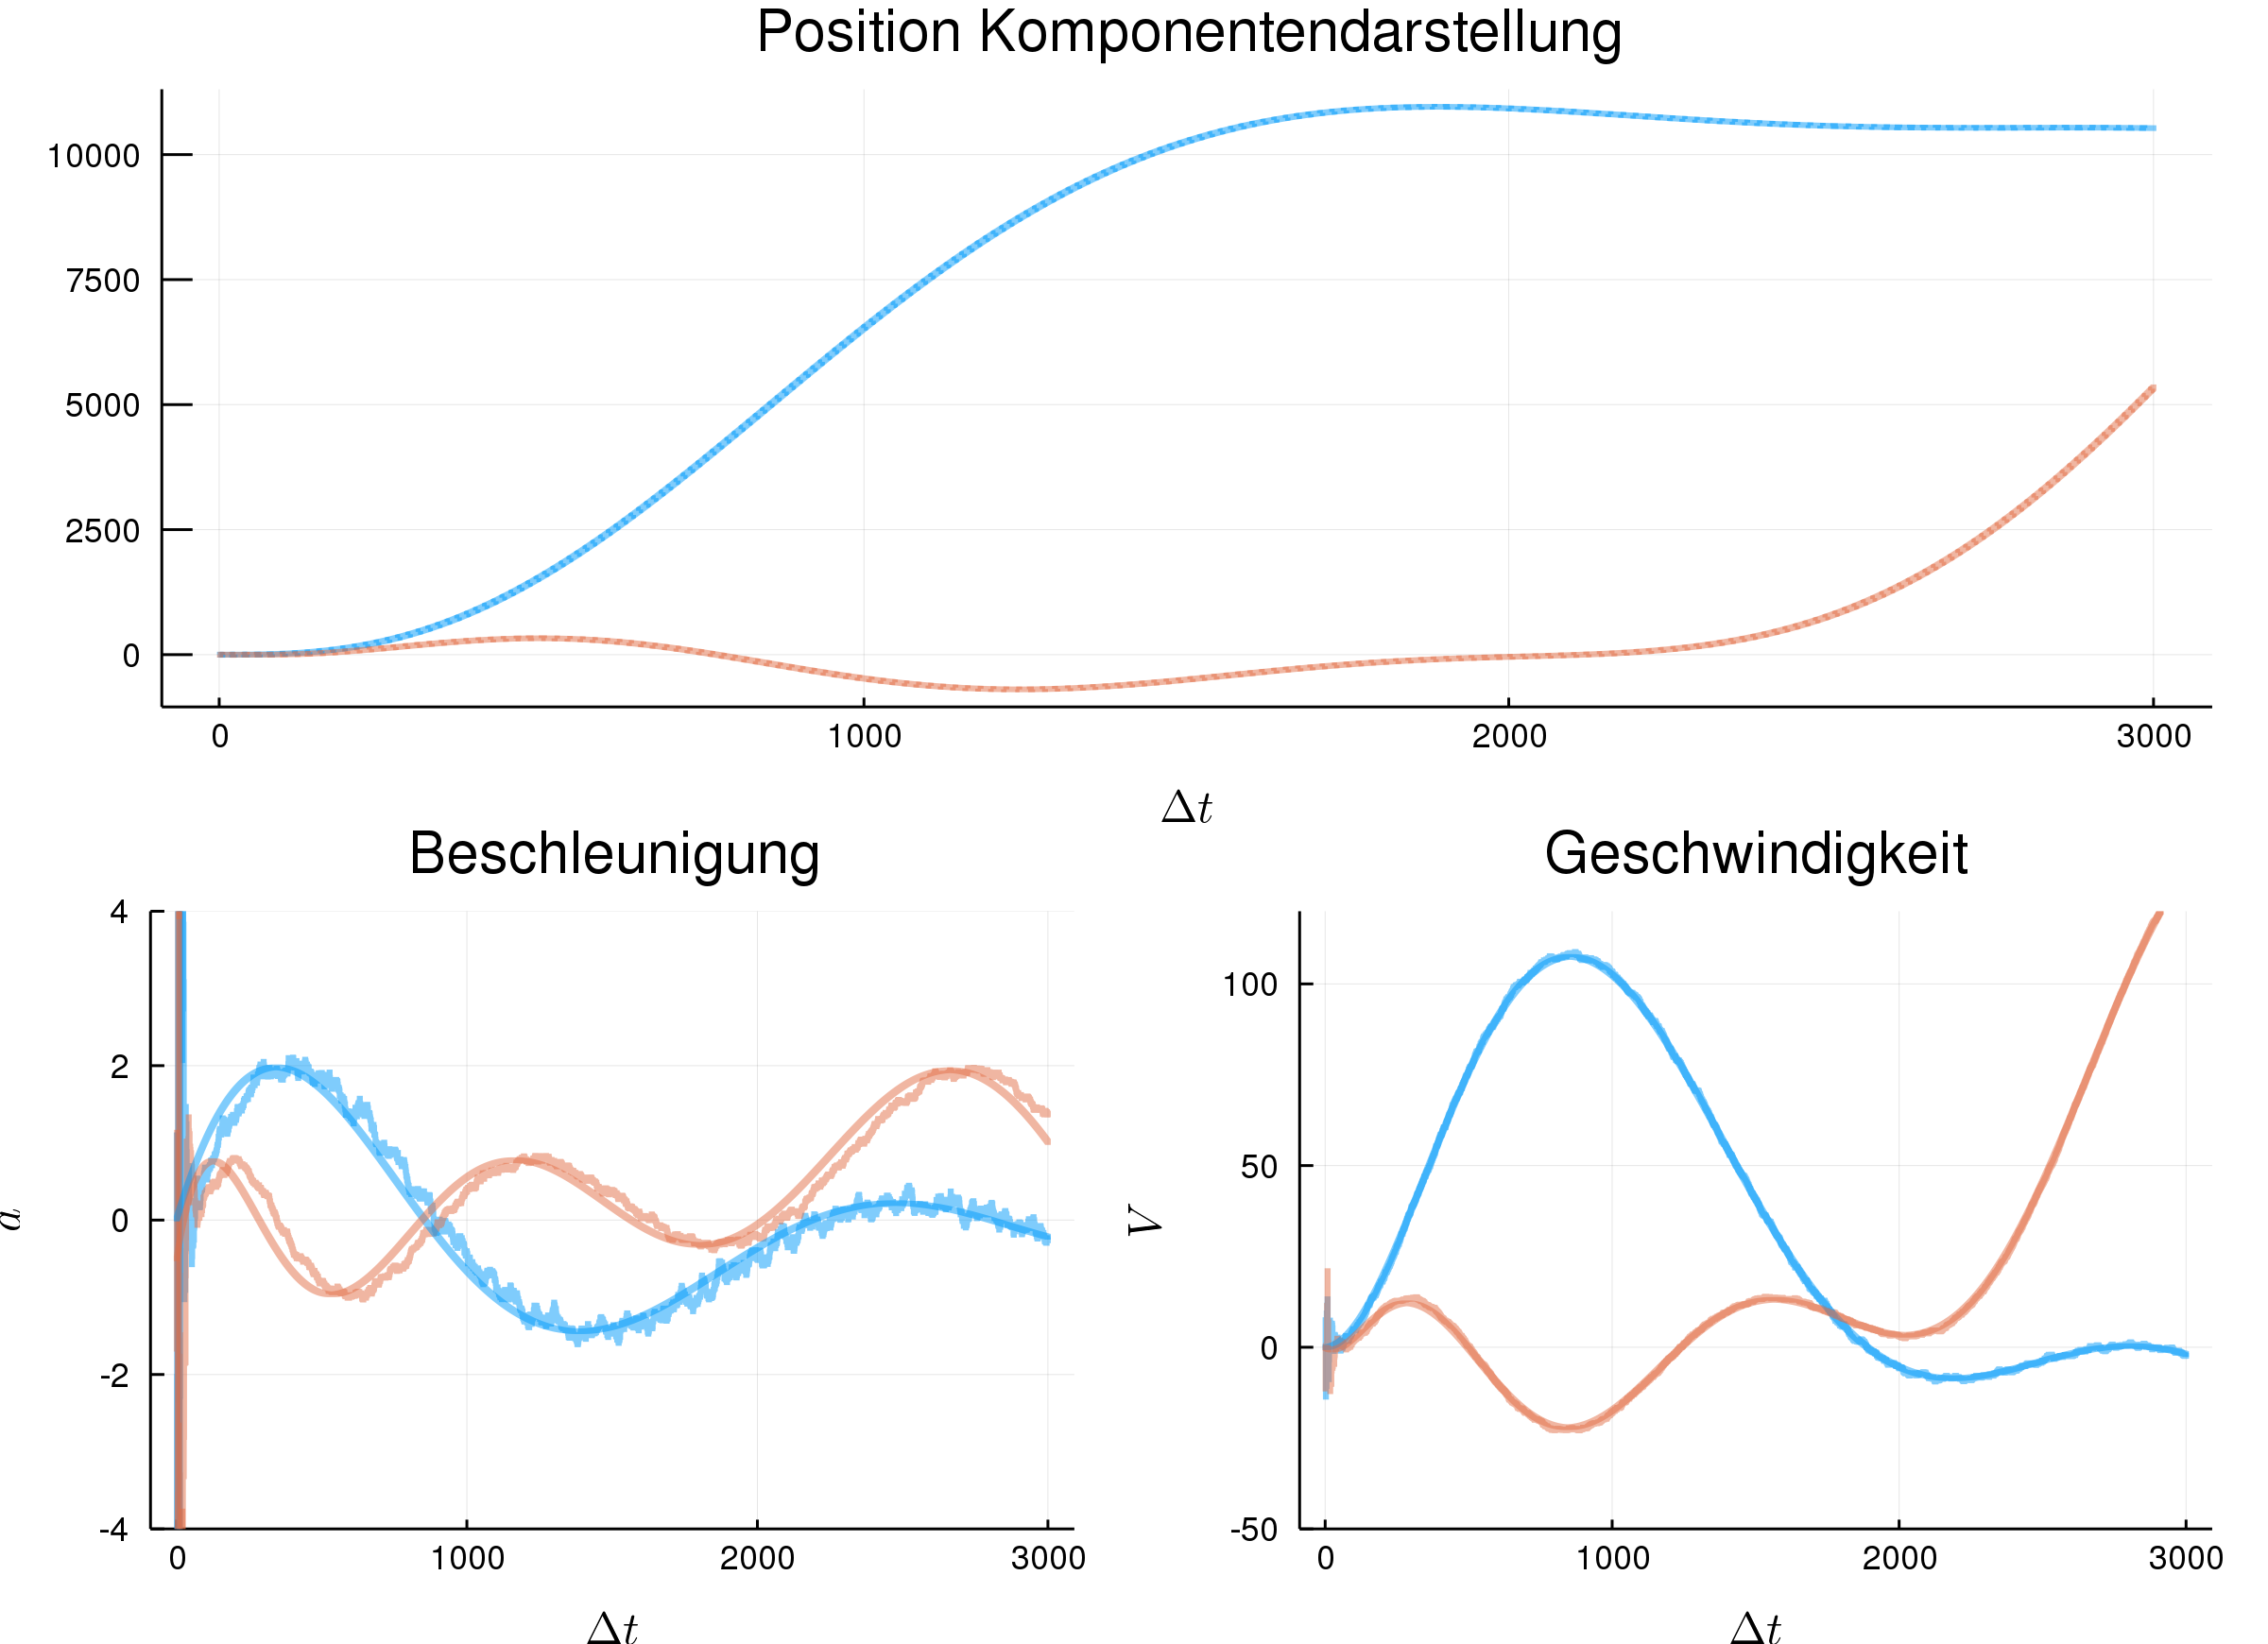 Position Komponentendarstellung
10000
7500
5000
2500
0
0 1000 2000 3000
Δt
Beschleunigung
4
2
0
-2
-4
a
0 1000 2000 3000
Δt
Geschwindigkeit
100
50
0
-50
V
0 1000 2000 3000
Δt